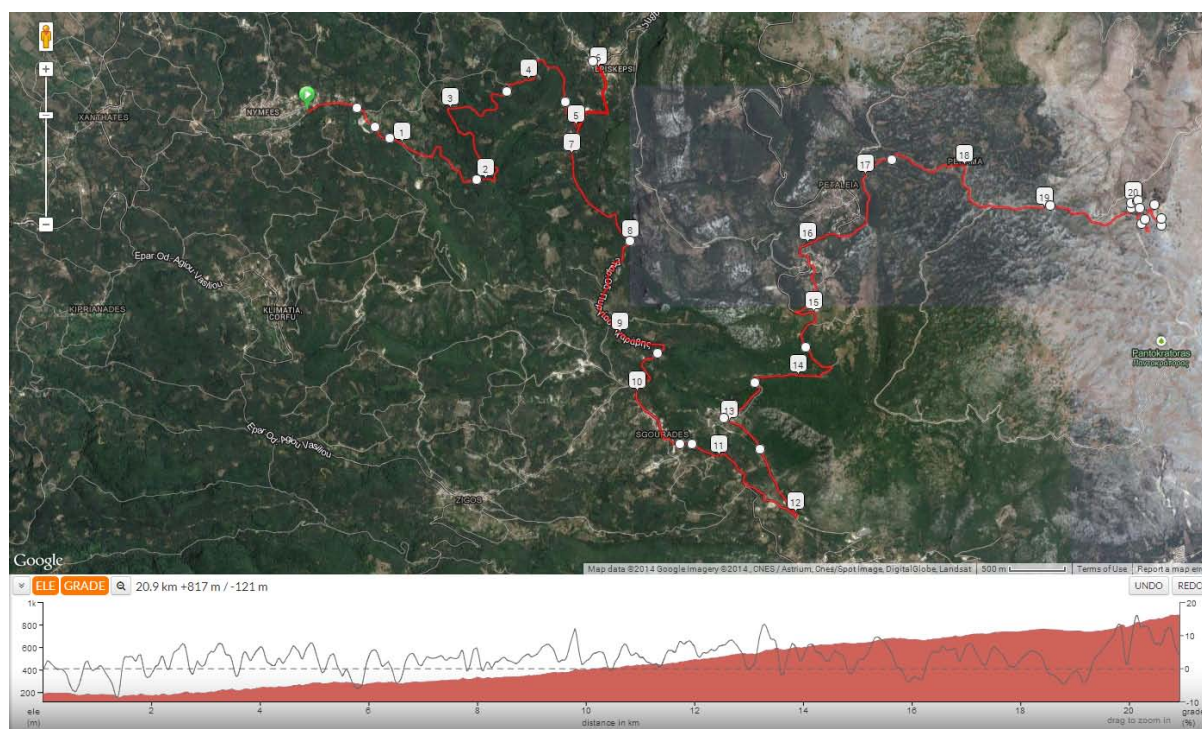 6
EPISKEPSI
4
3
NYMFES
XANTHATES
1
5
7
2
18
17
PETALEIA
20
19
8
16
Epar Od. Agiou Vasiliou
KIPRIANADES
KLIMATIA,
CORFU
15
9
Pantokratoras
Παντοκράτορας
14
10
13
SGOURADES
11
Epar Od. Agiou Vasiliou
12
ZIGOS
Google
Map data ©2014 Google Imagery ©2014 , CNES / Astrium, Cnes/Spot Image, DigitalGlobe, Landsat
500 m
Terms of Use
Report a map
ELE GRADE 20.9 km +817 m / -121 m
UNDO REDO
1k
800
600
400
200
20
10
0
-10
ele
(m)
2 4 6 8 10 12 14 16 18 20
distance in km
drag to zoom in
grade
(%)